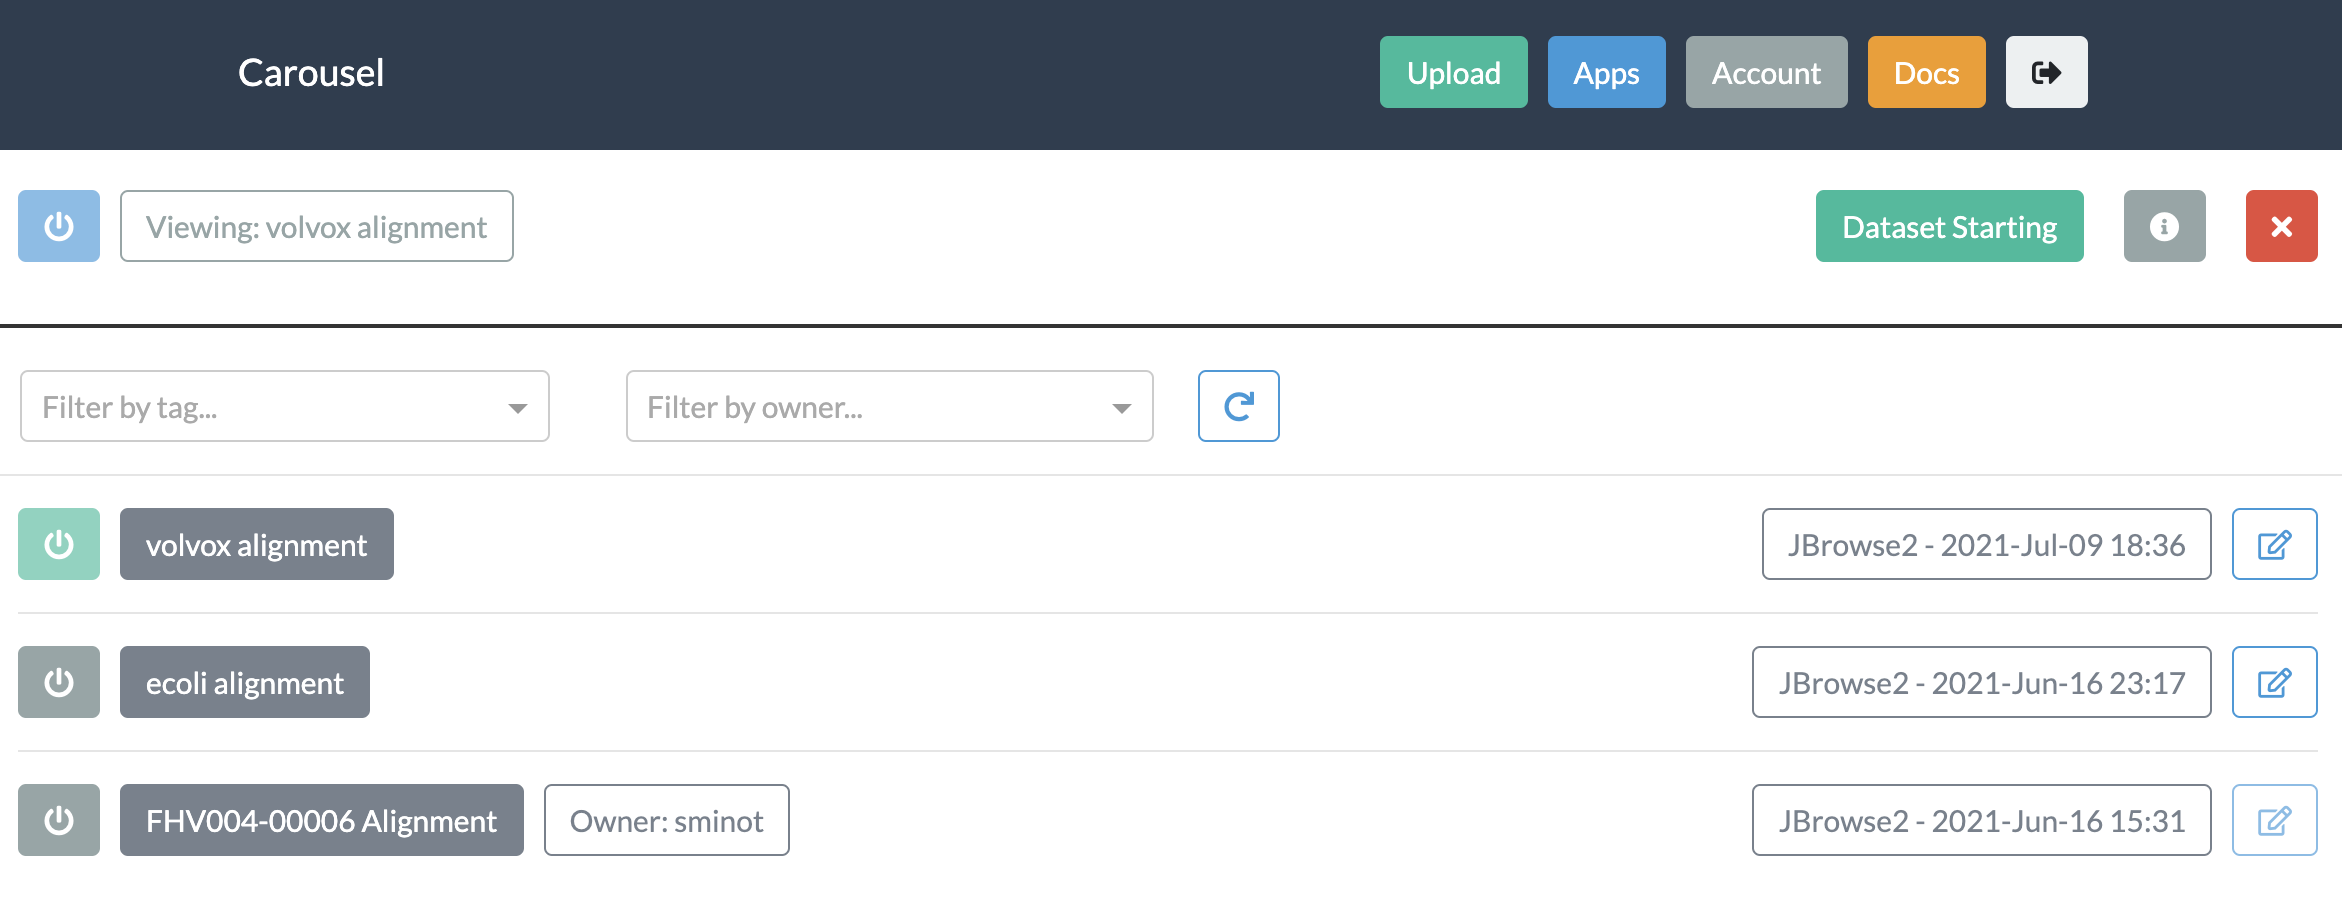 Carousel
Upload
Apps
Account
Docs
Viewing: volvox alignment
Dataset Starting
Filter by tag...
Filter by owner...
volvox alignment
JBrowse2 - 2021-Jul-09 18:36
ecoli alignment
JBrowse2 - 2021-Jun-16 23:17
FHV004-00006 Alignment
Owner: sminot
JBrowse2 - 2021-Jun-16 15:31